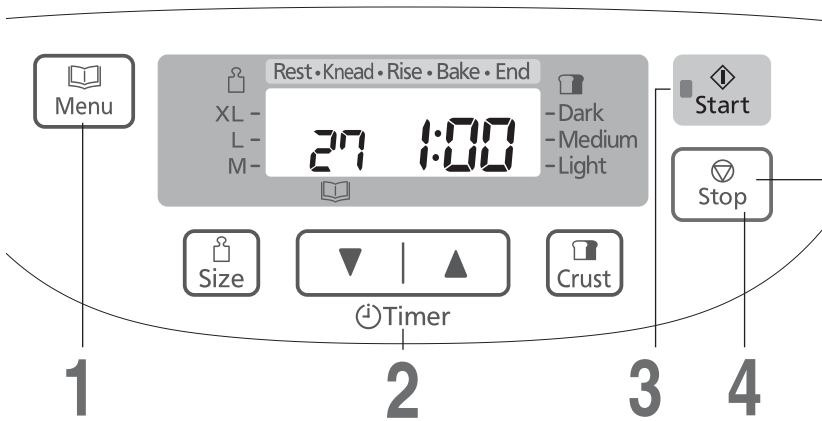 Menu
Rest • Knead • Rise • Bake • End
XL –
L –
M –
27 1:00
– Dark
– Medium
– Light
Start
Stop
Size
Timer
Crust
1
2
3
4